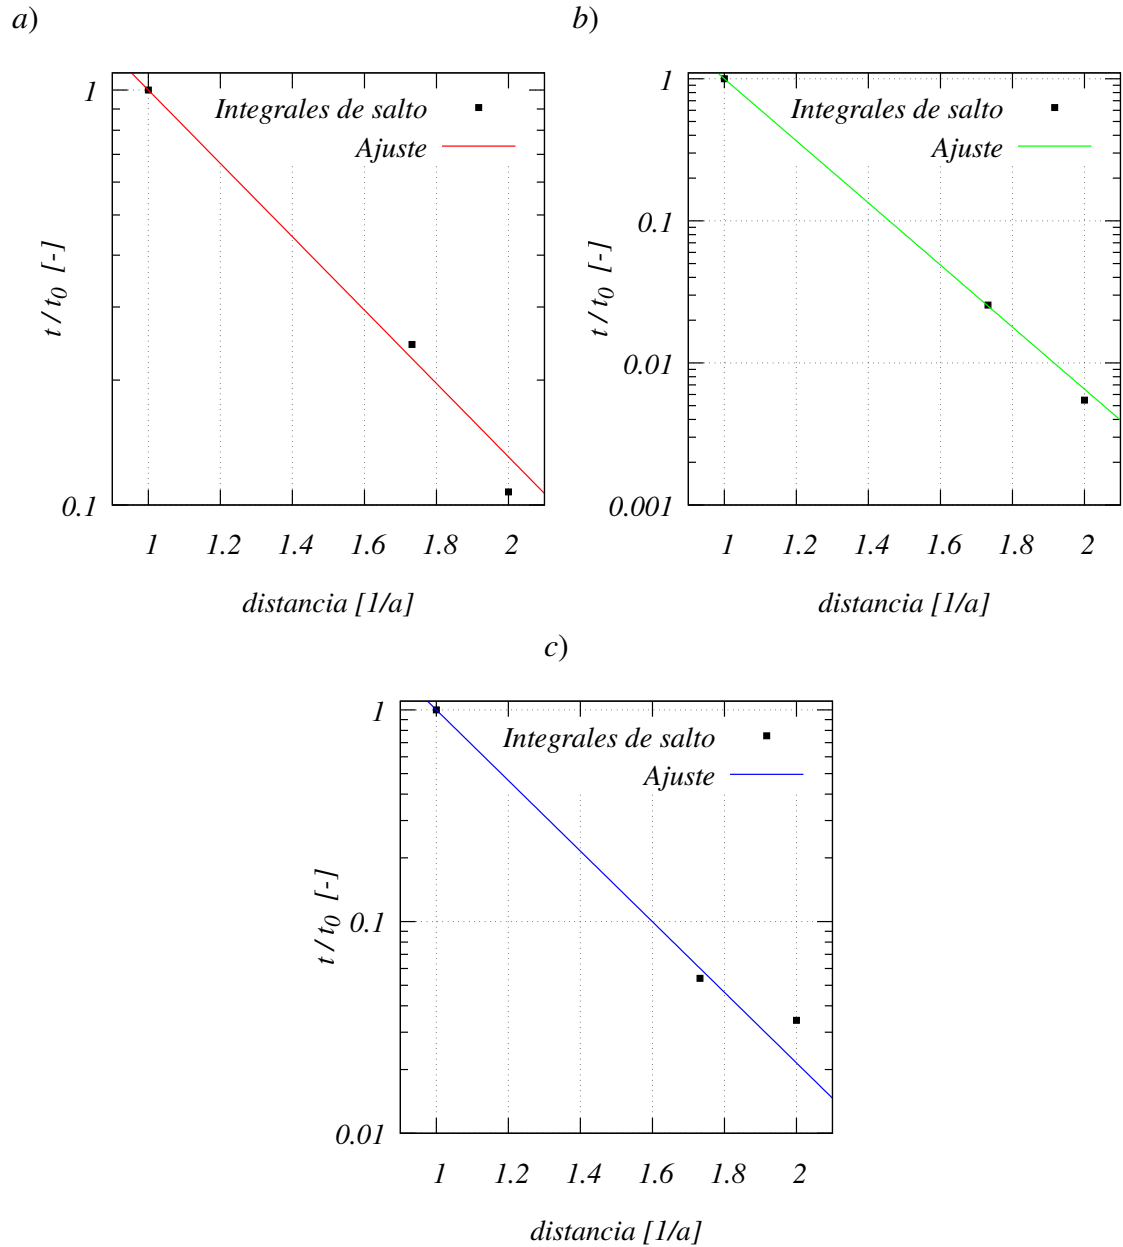 a)
1
0.1
t / t0 [-]
Integrales de salto
Ajuste
1 1.2 1.4 1.6 1.8 2
distancia [1/a]
b)
1
0.1
0.01
0.001
t / t0 [-]
Integrales de salto
Ajuste
1 1.2 1.4 1.6 1.8 2
distancia [1/a]
c)
1
0.1
0.01
t / t0 [-]
Integrales de salto
Ajuste
1 1.2 1.4 1.6 1.8 2
distancia [1/a]